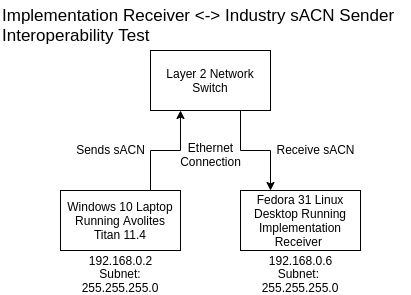 Implementation Receiver <-> Industry sACN Sender
Interoperability Test
Layer 2 Network
Switch
Sends sACN
Ethernet
Connection
Receive sACN
Windows 10 Laptop
Running Avolites
Titan 11.4
Fedora 31 Linux
Desktop Running
Implementation
Receiver
192.168.0.2
Subnet:
255.255.255.0
192.168.0.6
Subnet:
255.255.255.0